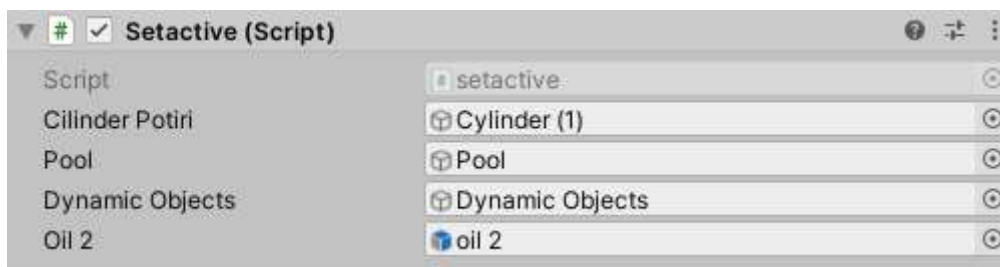 # Setactive (Script)
Script # setactive
Cilinder Potiri Cylinder (1)
Pool Pool
Dynamic Objects Dynamic Objects
Oil 2 oil 2